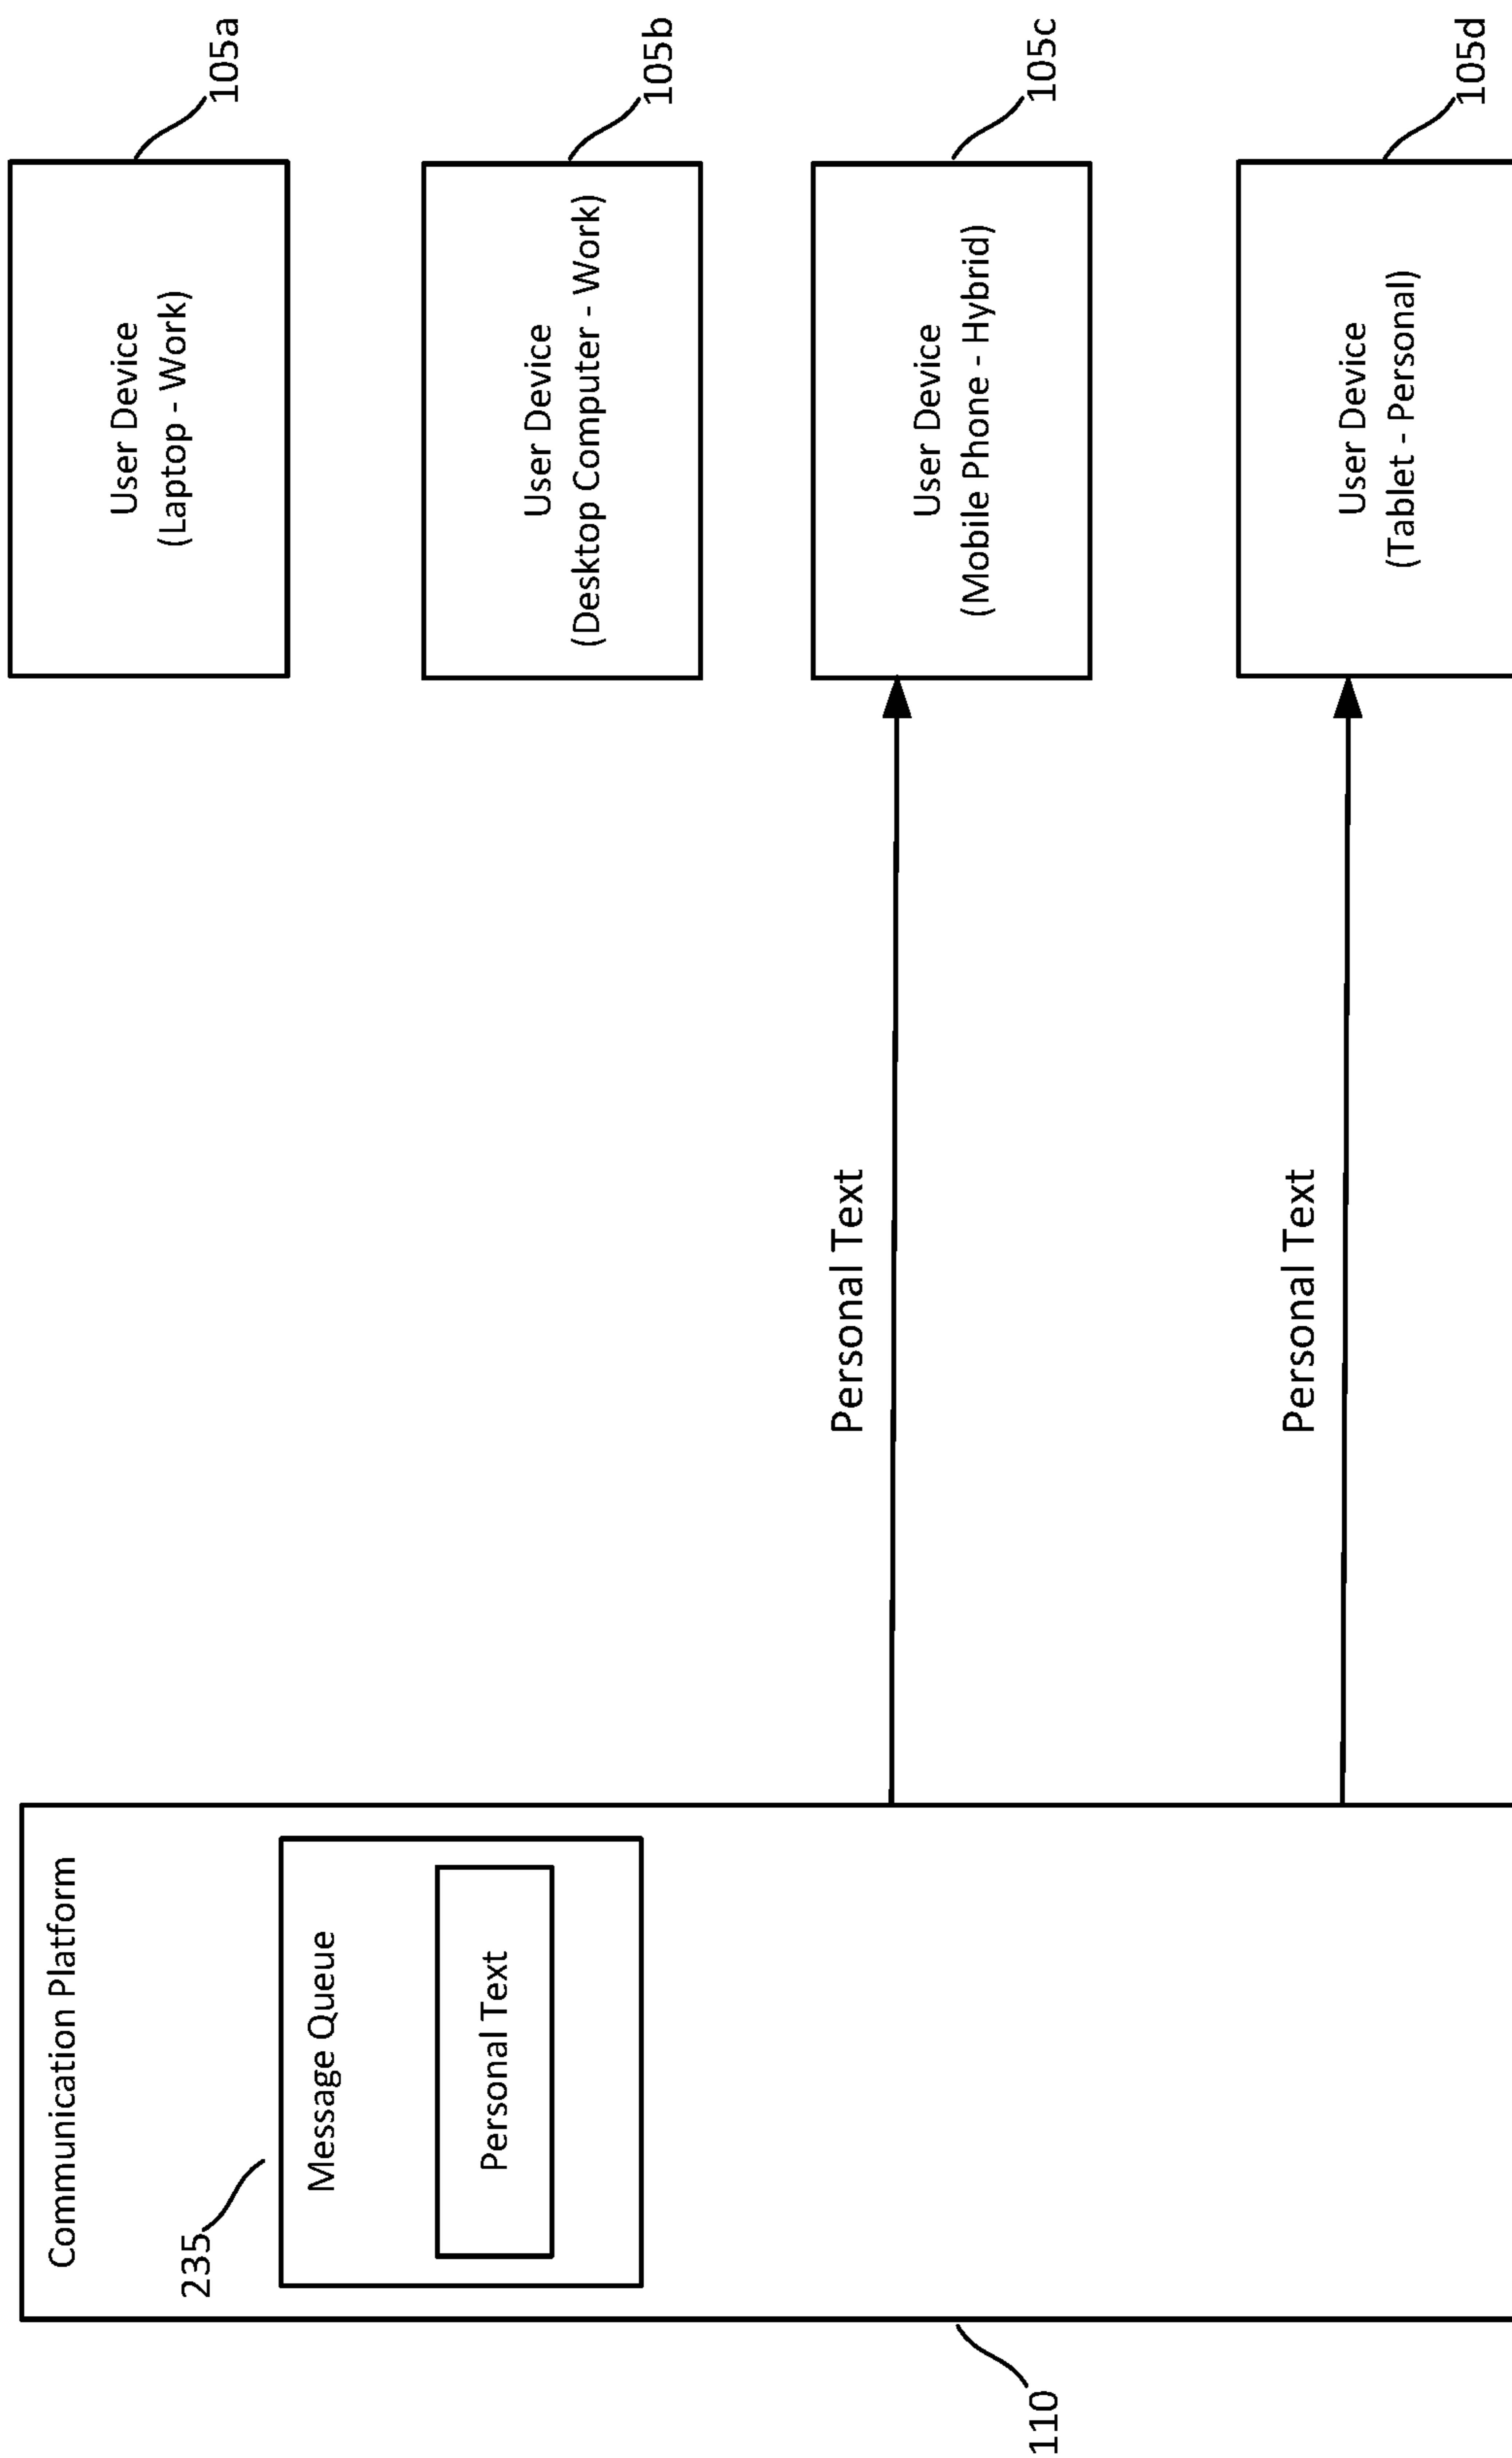 Communication Platform
235
Message Queue
Personal Text
110
Personal Text
Personal Text
User Device
(Laptop - Work)
105a
User Device
(Desktop Computer - Work)
105b
User Device
(Mobile Phone - Hybrid)
105c
User Device
(Tablet - Personal)
105d